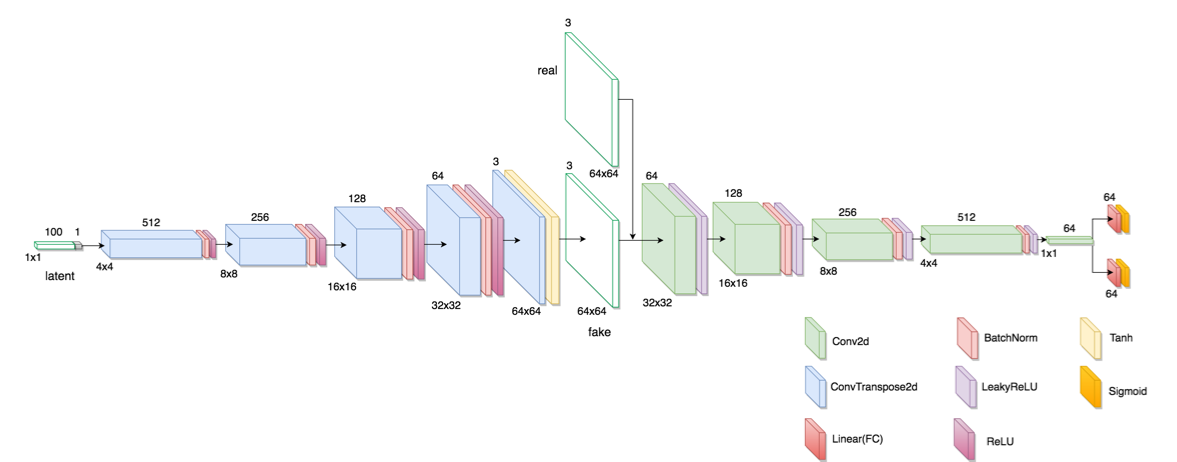 3
real
64x64
100 1
1x1
latent
512
4x4
256
8x8
128
16x16
64
32x32
3
64x64
3
64x64
fake
64
32x32
128
16x16
256
8x8
512
4x4
64
1x1
64
64
Conv2d
BatchNorm
Tanh
ConvTranspose2d
LeakyReLU
Sigmoid
Linear(FC)
ReLU